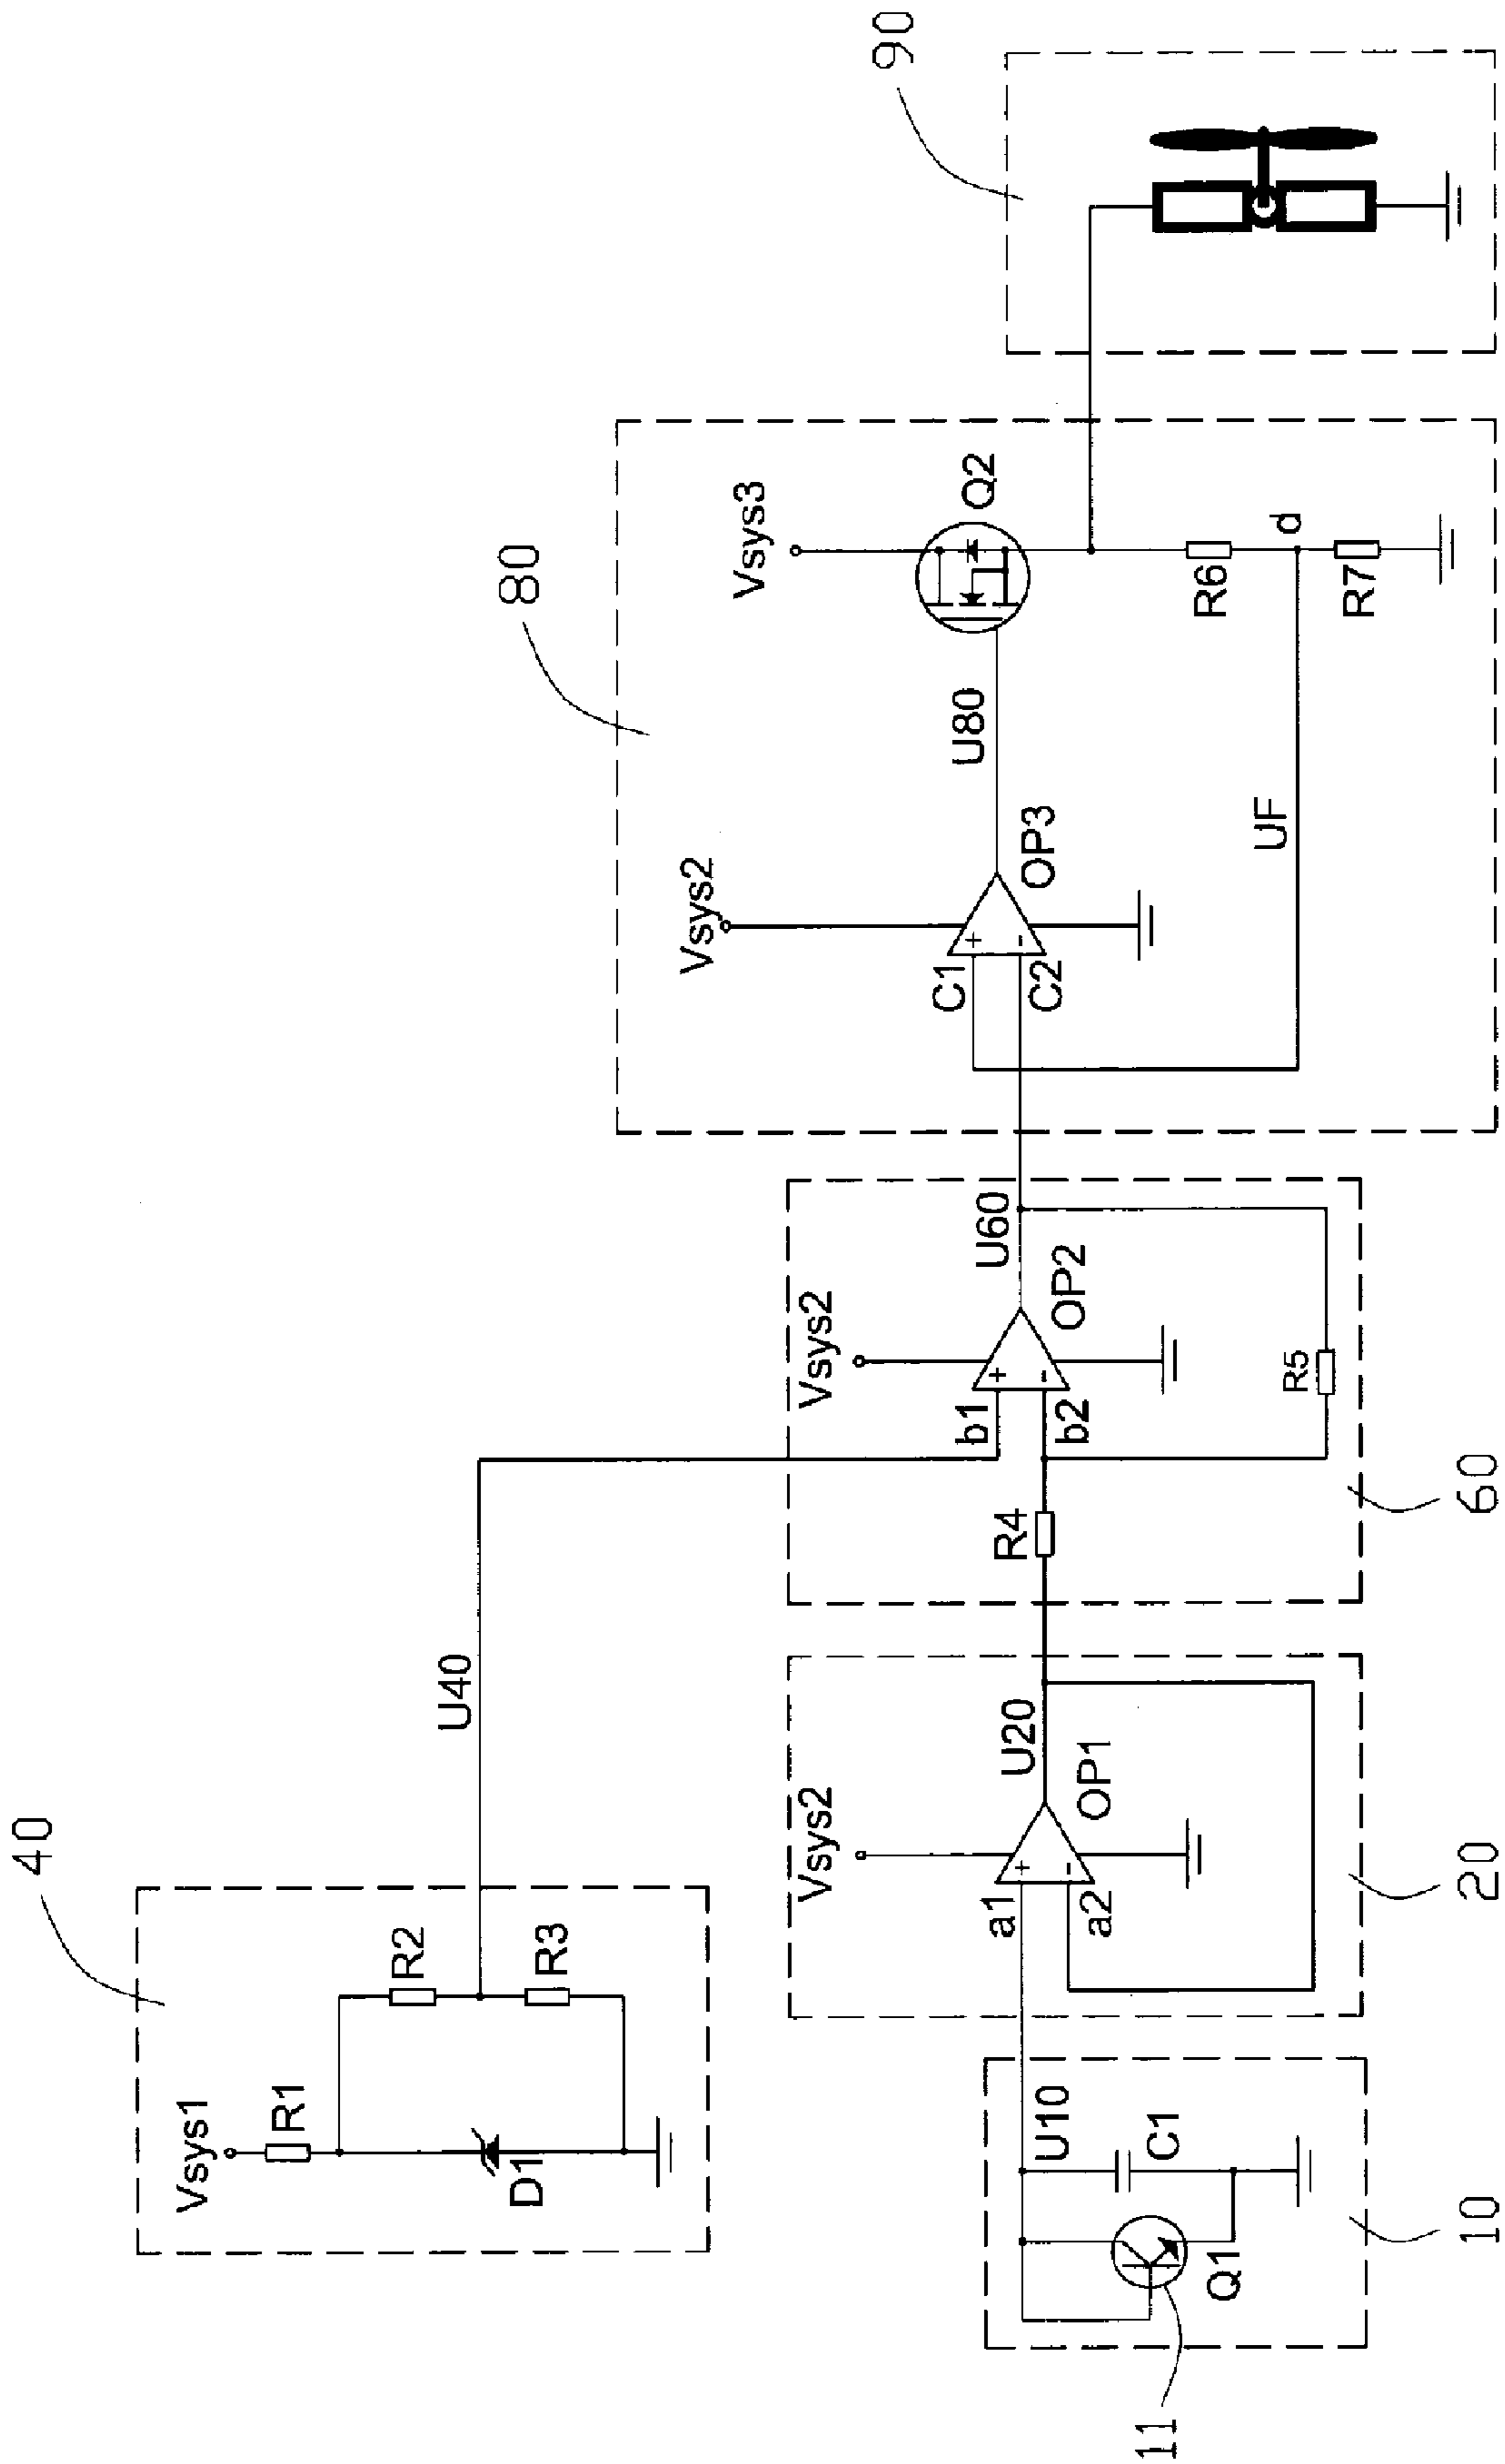 40
Vsys1
R1
D1
R2
R3
U40
10
11
Q1
C1
U10
20
Vsys2
a1
a2
+
-
OP1
U20
60
R4
b1
b2
Vsys2
+
-
OP2
U60
R5
80
Vsys2
C1
C2
+
-
OP3
U80
UF
Vsys3
Q2
R6
d
R7
90